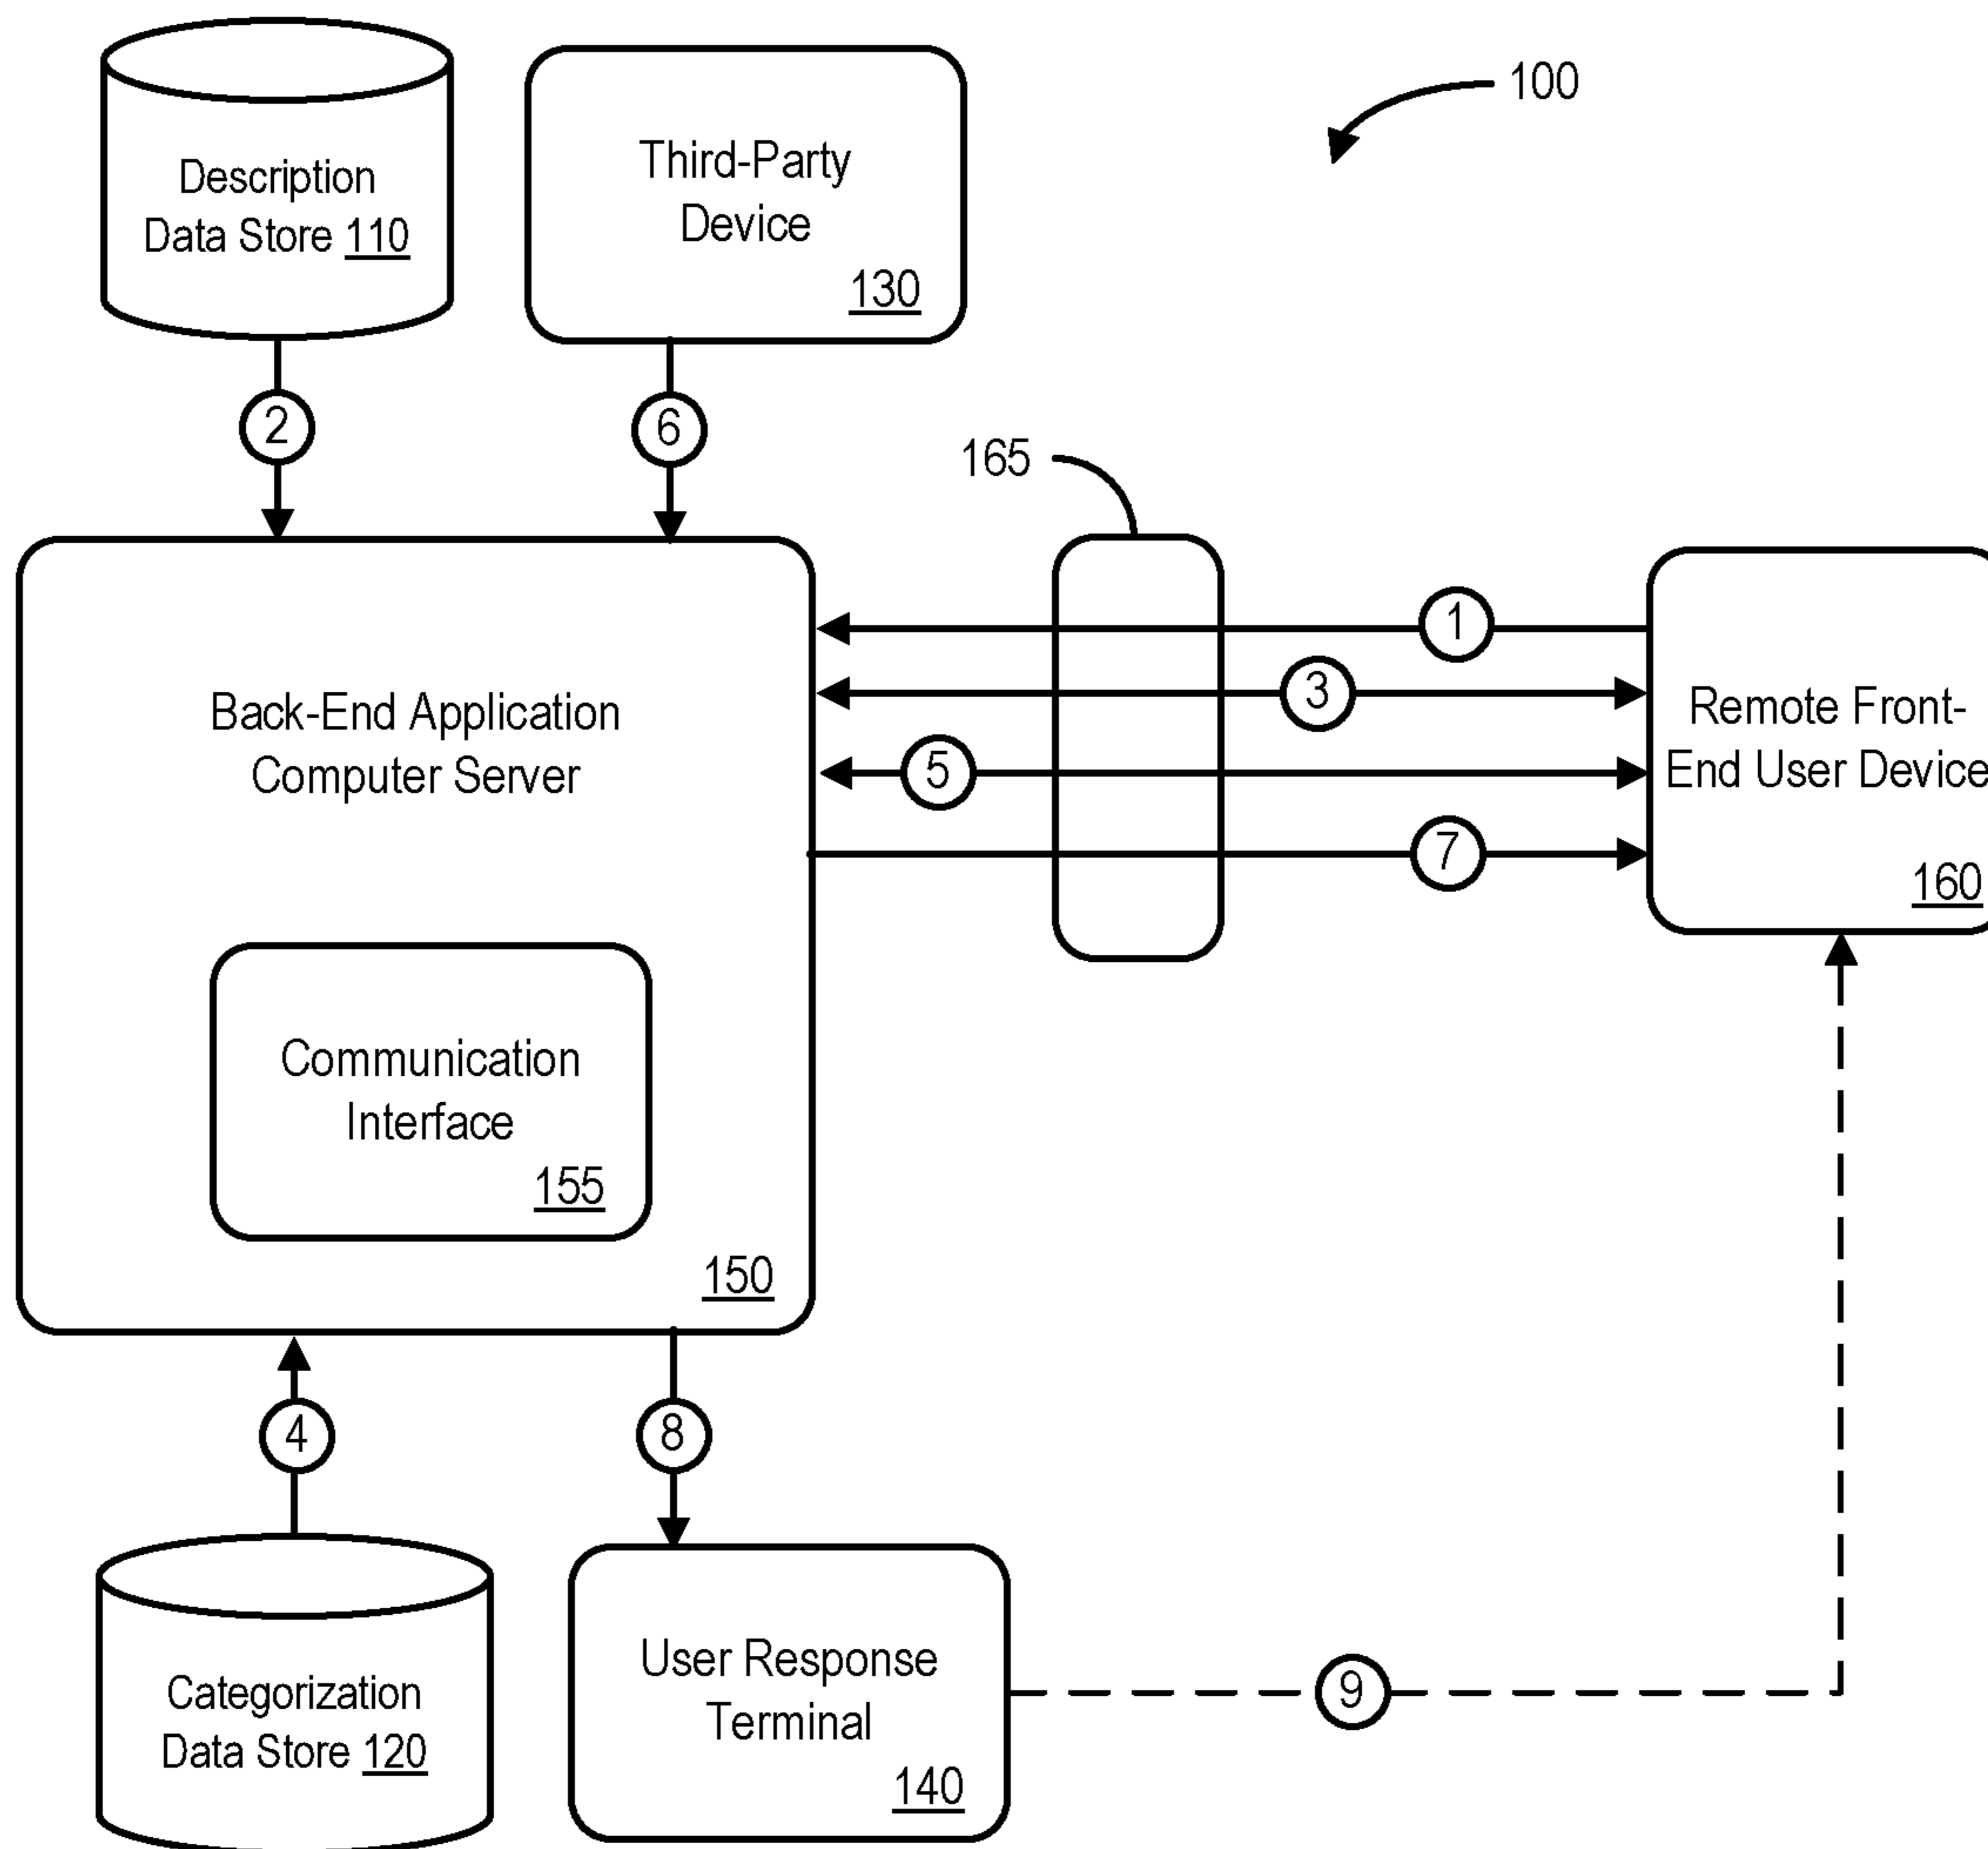 Description
Data Store 110
Third-Party
Device
130
100
2
6
165
1
3
5
7
Back-End Application
Computer Server
Remote Front-
End User Device
160
Communication
Interface
155
150
4
8
Categorization
Data Store 120
User Response
Terminal
140
9